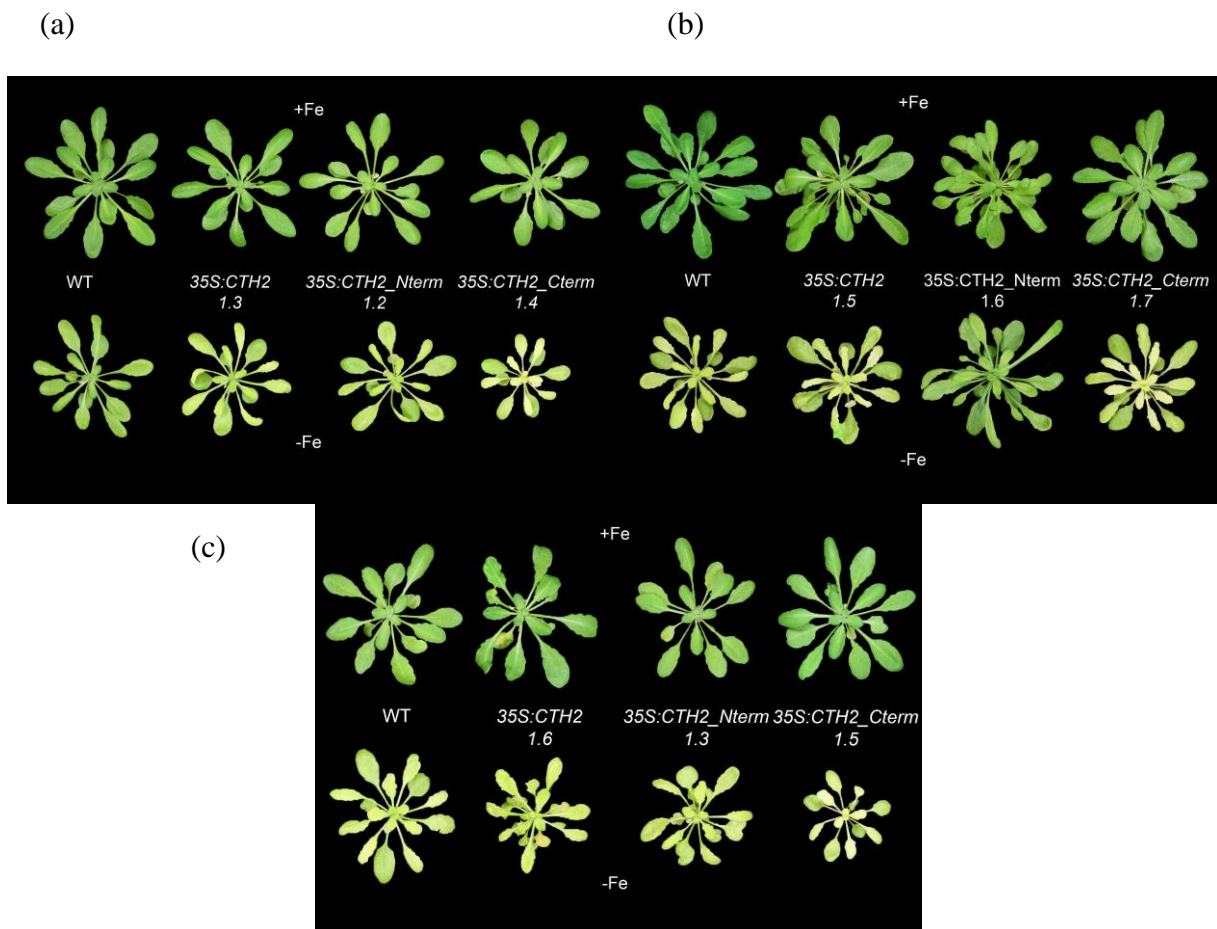 (a)
(b)
+Fe
WT
35S:CTH2
1.3
35S:CTH2_Nterm
1.2
35S:CTH2_Cterm
1.4
-Fe
+Fe
WT
35S:CTH2
1.5
35S:CTH2_Nterm
1.6
35S:CTH2_Cterm
1.7
-Fe
(c)
+Fe
WT
35S:CTH2
1.6
35S:CTH2_Nterm
1.3
35S:CTH2_Cterm
1.5
-Fe